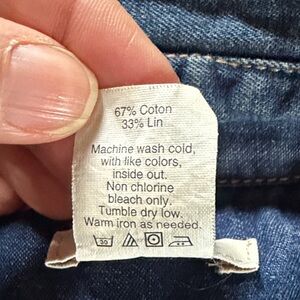 67% Coton
33% Lin
Machine wash cold,
with like colors,
inside out.
Non chlorine
bleach only.
Tumble dry low.
Warm iron as needed.
30